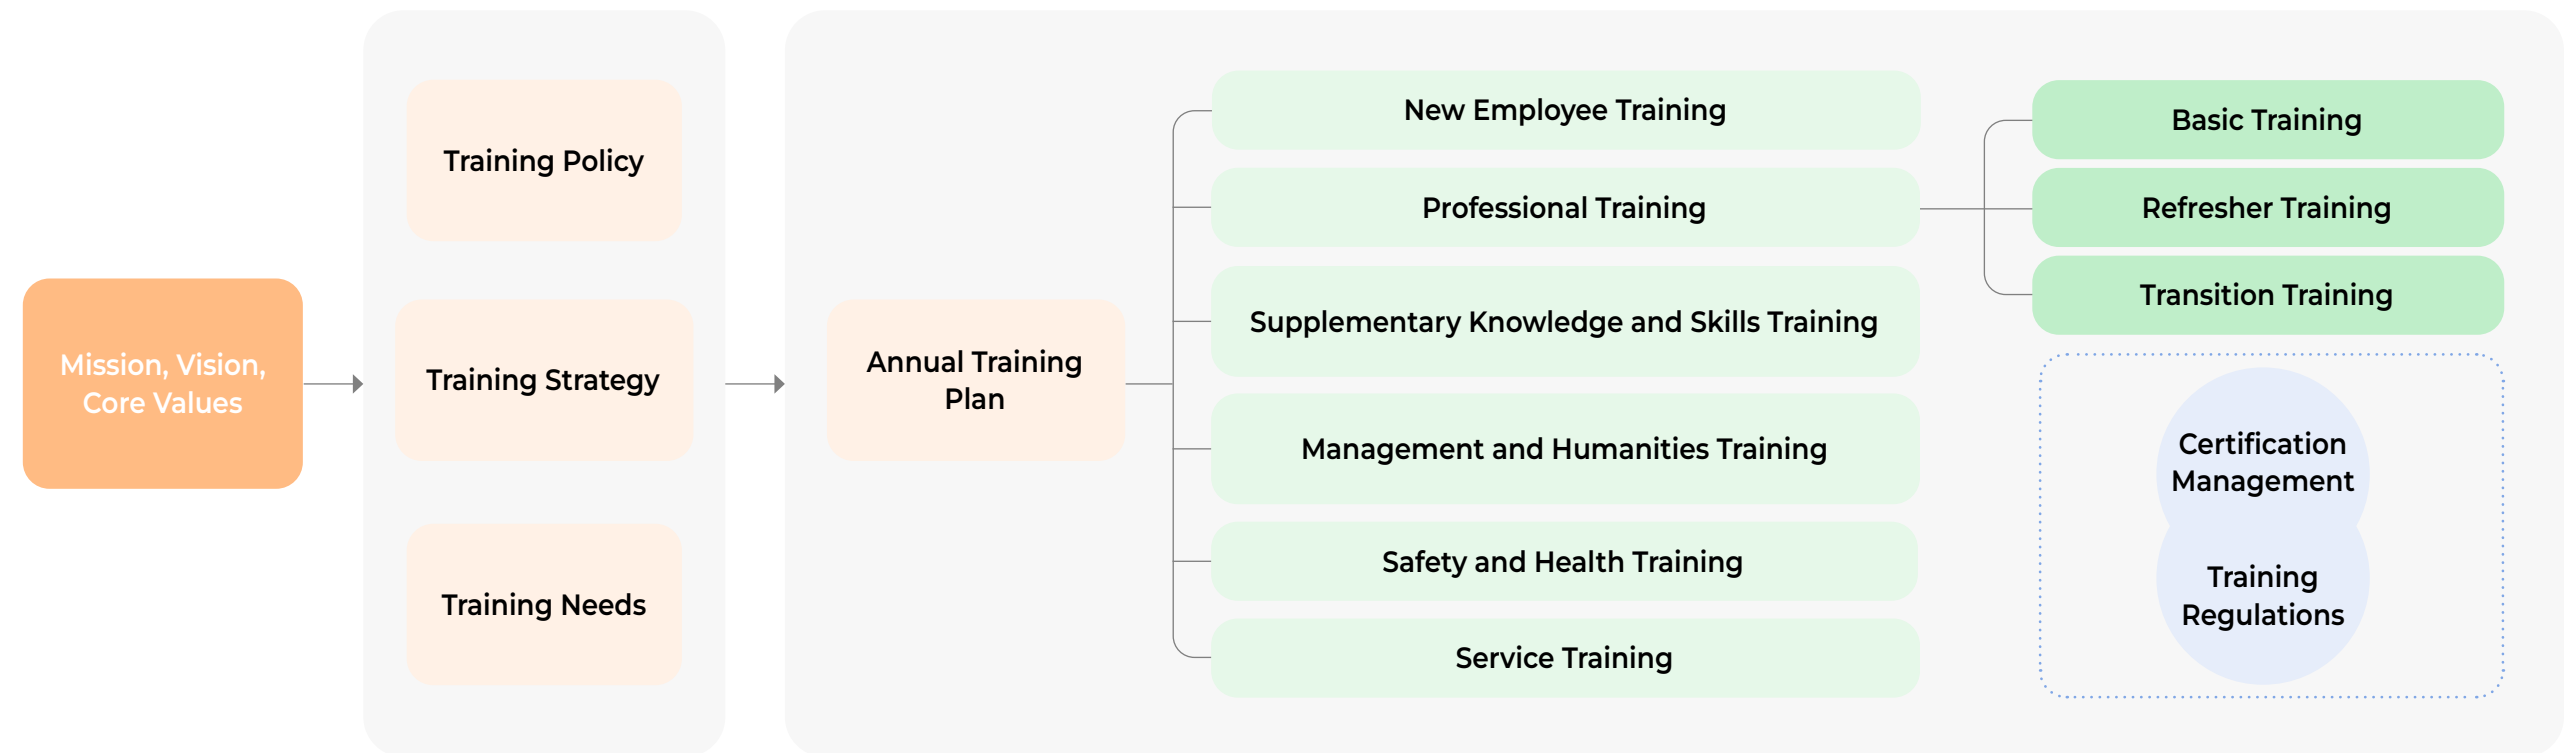 Mission, Vision,
Core Values
Training Policy
Training Strategy
Training Needs
Annual Training
Plan
New Employee Training
Professional Training
Supplementary Knowledge and Skills Training
Management and Humanities Training
Safety and Health Training
Service Training
Basic Training
Refresher Training
Transition Training
Certification
Management
Training
Regulations